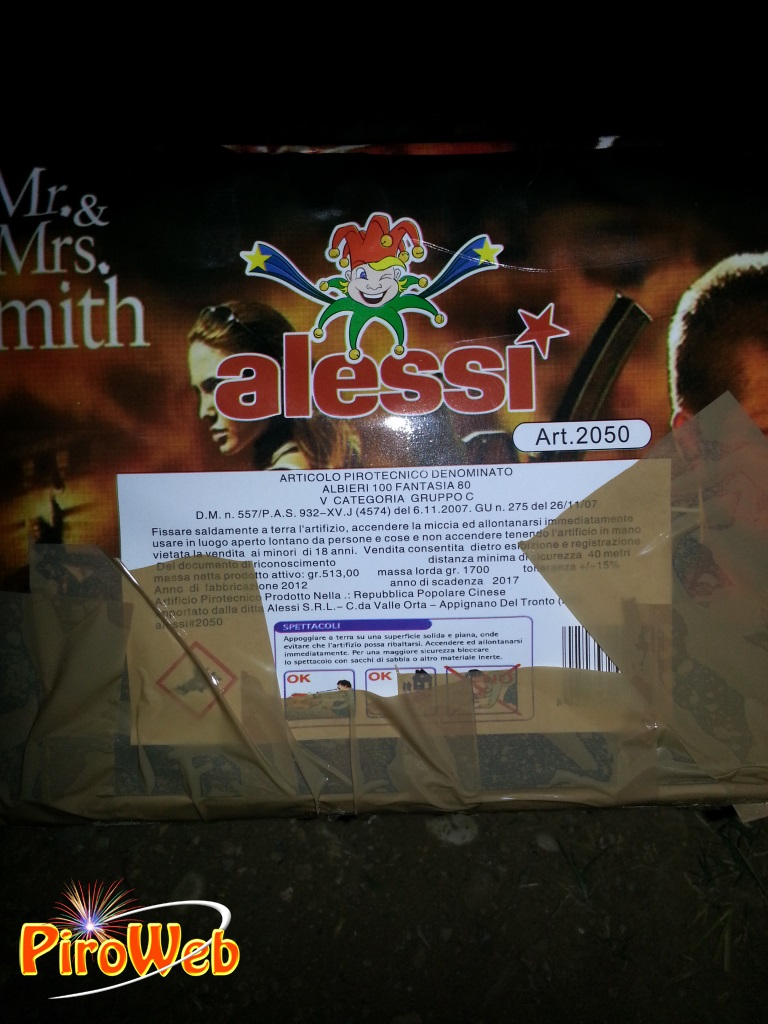 Mr. &
Mrs.
mith
alessi
Art.2050
ARTICOLO PIROTECNICO DENOMINATO
ALBIERI 100 FANTASIA 80
V CATEGORIA GRUPPO C
D.M. n. 557/P.A.S. 932-XV.J (4574) del 6.11.2007. GU n. 275 del 26/11/07
Fissare saldamente a terra l'artifizio, accendere la miccia ed allontanarsi immediatamente
usare in luogo aperto lontano da persone e cose e non accendere tenendo l'artificio in mano
vietata la vendita ai minori di 18 anni. Vendita consentita dietro esibizione e registrazione
Del documento di riconoscimento distanza minima di sicurezza 40 metri
massa netta prodotto attivo: gr.513,00 massa lorda gr. 1700 tolleranza +/-15%
Anno di fabbricazione 2012 anno di scadenza 2017
Artificio Pirotecnico Prodotto Nella .: Repubblica Popolare Cinese
importato dalla ditta Alessi S.R.L.- C.da Valle Orta - Appignano Del Tronto
alessi#2050
SPETTACOLI
Appoggiare a terra su una superficie solida e piana, onde
evitare che l'artifizio possa ribaltarsi. Accendere ed allontanarsi
immediatamente. Per una maggiore sicurezza bloccare
lo spettacolo con sacchi di sabbia o altro materiale inerte.
OK OK NO
PiroWeb